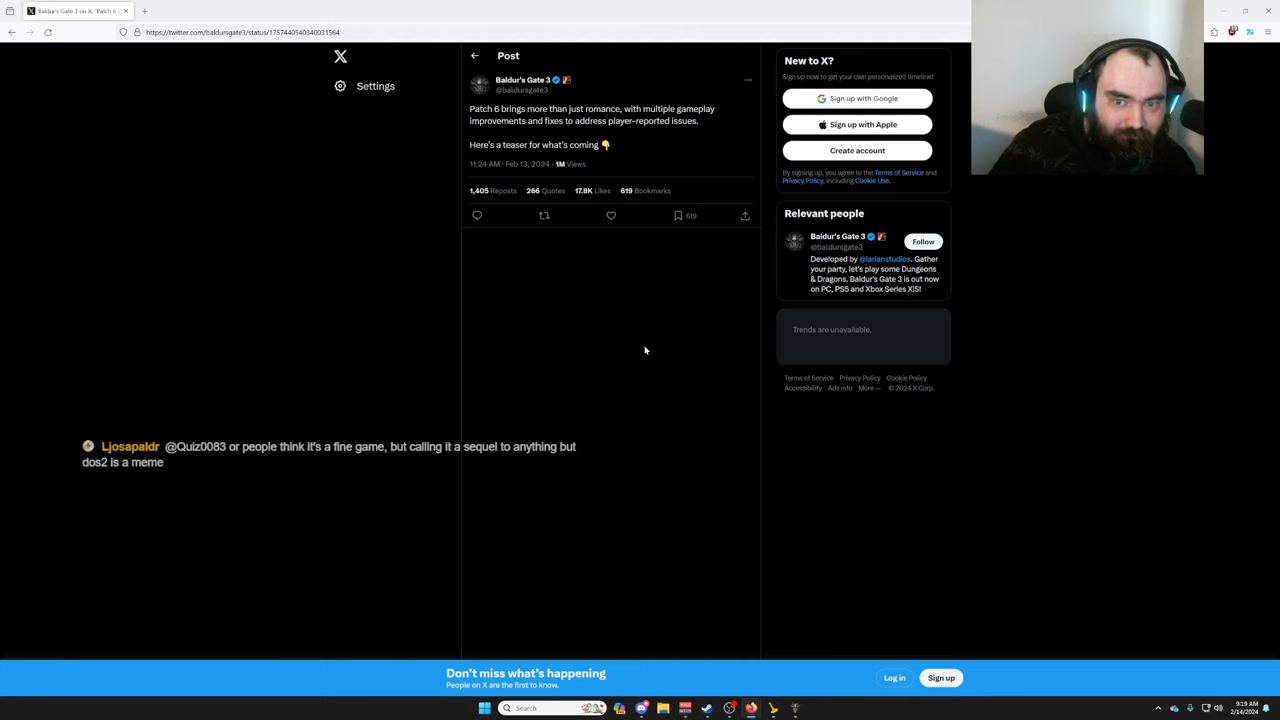 Baldur's Gate 3 on X: "Patch 6 b
https://twitter.com/baldursgate3/status/1757440540340031564
Settings
Post
Baldur's Gate 3
@baldursgate3
Patch 6 brings more than just romance, with multiple gameplay
improvements and fixes to address player-reported issues.
Here's a teaser for what's coming 👇
11:24 AM · Feb 13, 2024 · 1M Views
1,405 Reposts 266 Quotes 17.8K Likes 619 Bookmarks
619
New to X?
Sign up now to get your own personalized timeline!
Sign up with Google
Sign up with Apple
Create account
By signing up, you agree to the Terms of Service and
Privacy Policy, including Cookie Use.
Relevant people
Baldur's Gate 3
@baldursgate3
Follow
Developed by @larianstudios. Gather
your party, let's play some Dungeons
& Dragons. Baldur's Gate 3 is out now
on PC, PS5 and Xbox Series X|S!
Trends are unavailable.
Terms of Service Privacy Policy Cookie Policy
Accessibility Ads info More ··· © 2024 X Corp.
Ljosapaldr @Quiz0083 or people think it's a fine game, but calling it a sequel to anything but
dos2 is a meme
Don't miss what's happening
People on X are the first to know.
Log in
Sign up
Search
9:19 AM
2/14/2024